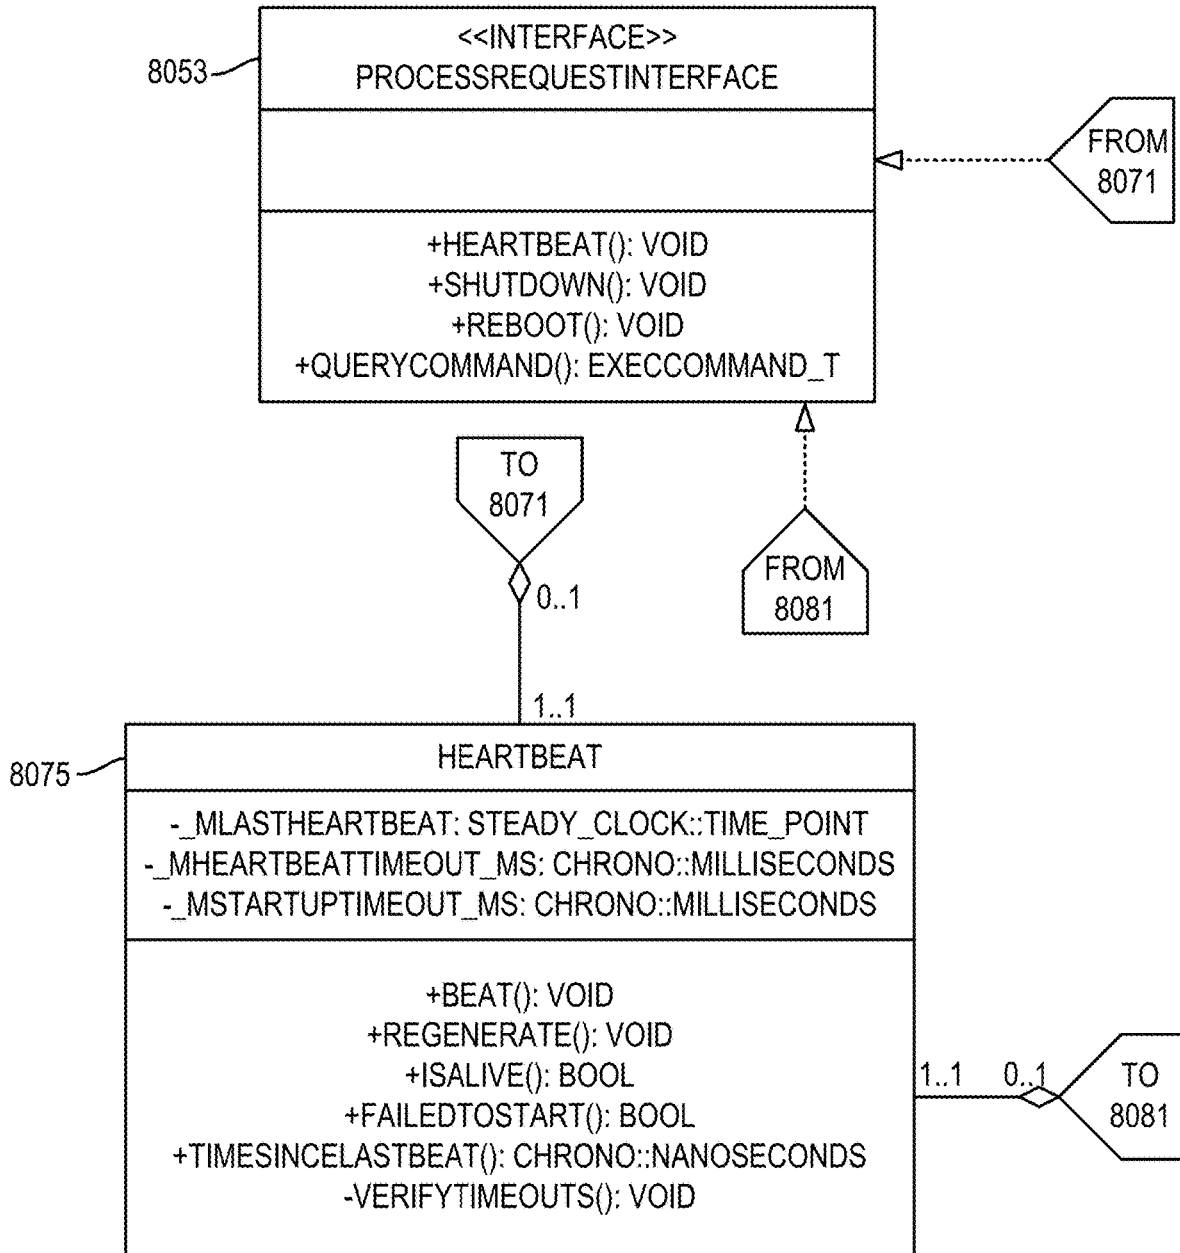 <<INTERFACE>>
PROCESSREQUESTINTERFACE
8053
FROM
8071
+HEARTBEAT(): VOID
+SHUTDOWN(): VOID
+REBOOT(): VOID
+QUERYCOMMAND(): EXECCOMMAND_T
TO
8071
0..1
FROM
8081
1..1
8075
HEARTBEAT
-_MLASTHEARTBEAT: STEADY_CLOCK::TIME_POINT
-_MHEARTBEATTIMEOUT_MS: CHRONO::MILLISECONDS
-_MSTARTUPTIMEOUT_MS: CHRONO::MILLISECONDS
+BEAT(): VOID
+REGENERATE(): VOID
+ISALIVE(): BOOL
+FAILEDTOSTART(): BOOL
+TIMESINCELASTBEAT(): CHRONO::NANOSECONDS
-VERIFYTIMEOUTS(): VOID
1..1
0..1
TO
8081